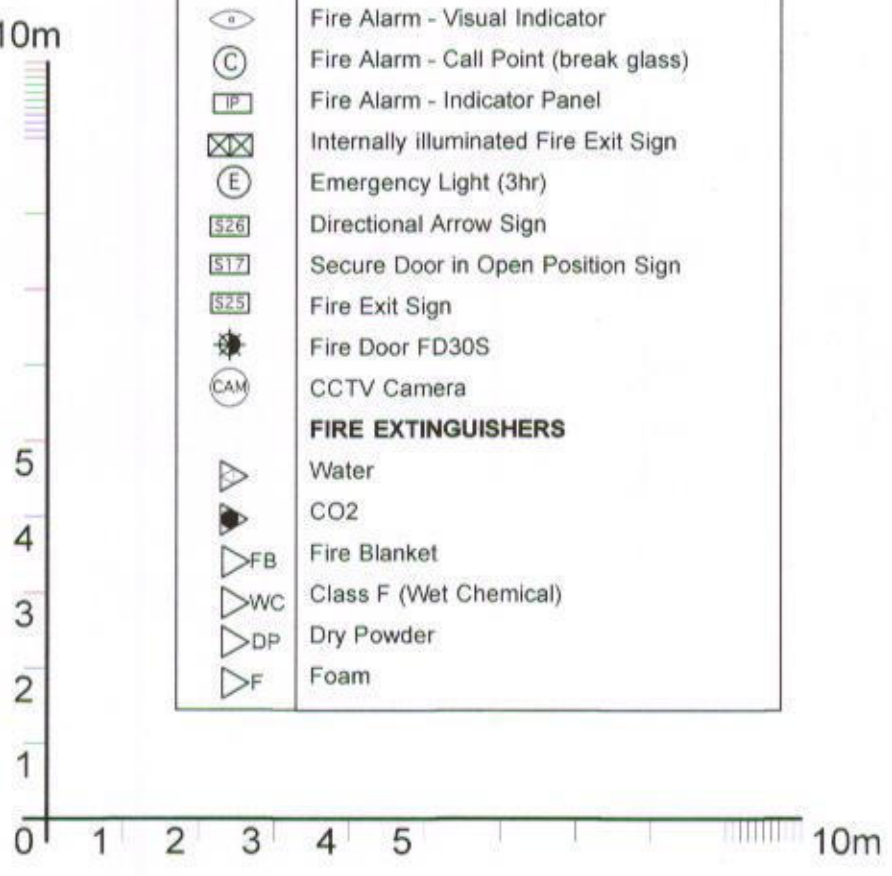 10m
Fire Alarm - Visual Indicator
C Fire Alarm - Call Point (break glass)
IP Fire Alarm - Indicator Panel
Internally illuminated Fire Exit Sign
E Emergency Light (3hr)
S26 Directional Arrow Sign
S17 Secure Door in Open Position Sign
S25 Fire Exit Sign
Fire Door FD30S
CAM CCTV Camera
FIRE EXTINGUISHERS
Water
CO2
FB Fire Blanket
WC Class F (Wet Chemical)
DP Dry Powder
F Foam
5
4
3
2
1
0 1 2 3 4 5 10m